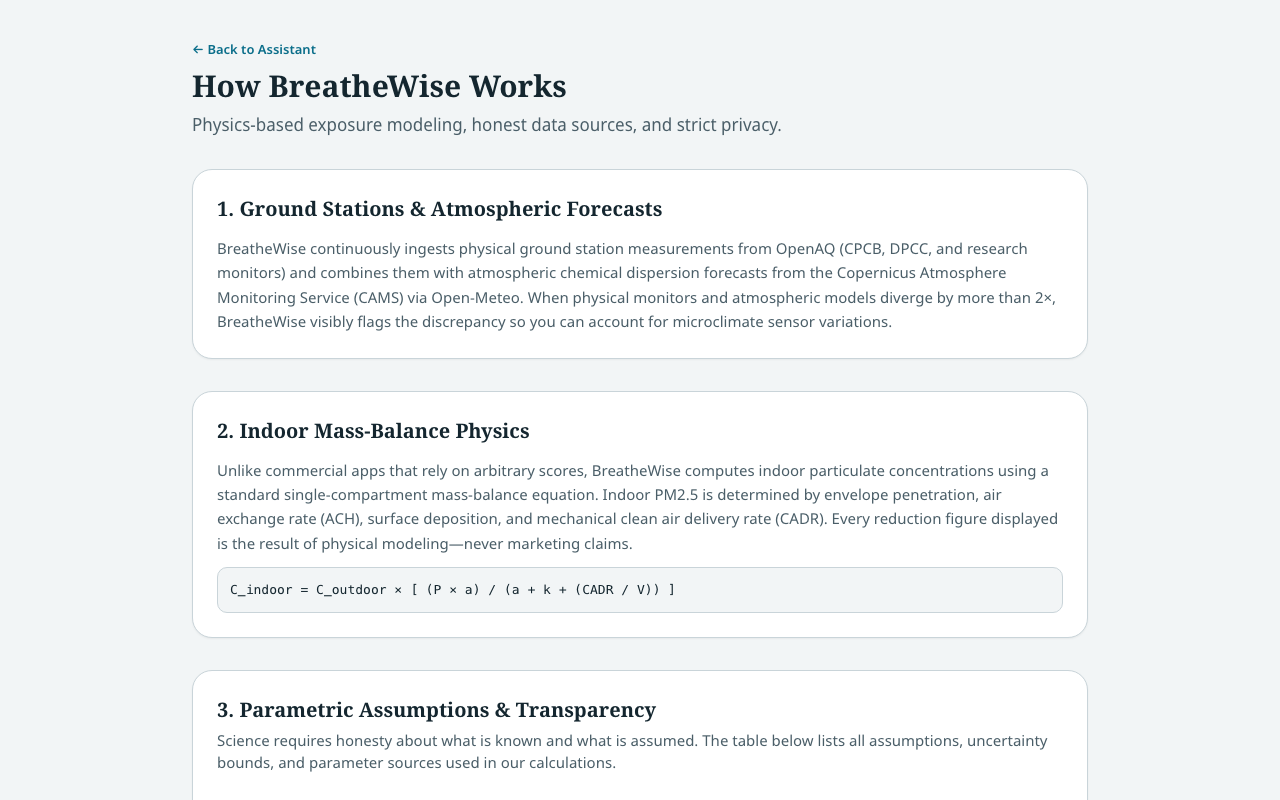 ← Back to Assistant
How BreatheWise Works
Physics-based exposure modeling, honest data sources, and strict privacy.
1. Ground Stations & Atmospheric Forecasts
BreatheWise continuously ingests physical ground station measurements from OpenAQ (CPCB, DPCC, and research
monitors) and combines them with atmospheric chemical dispersion forecasts from the Copernicus Atmosphere
Monitoring Service (CAMS) via Open-Meteo. When physical monitors and atmospheric models diverge by more than 2×,
BreatheWise visibly flags the discrepancy so you can account for microclimate sensor variations.
2. Indoor Mass-Balance Physics
Unlike commercial apps that rely on arbitrary scores, BreatheWise computes indoor particulate concentrations using a
standard single-compartment mass-balance equation. Indoor PM2.5 is determined by envelope penetration, air
exchange rate (ACH), surface deposition, and mechanical clean air delivery rate (CADR). Every reduction figure displayed
is the result of physical modeling—never marketing claims.
C_indoor = C_outdoor × [ (P × a) / (a + k + (CADR / V)) ]
3. Parametric Assumptions & Transparency
Science requires honesty about what is known and what is assumed. The table below lists all assumptions, uncertainty
bounds, and parameter sources used in our calculations.